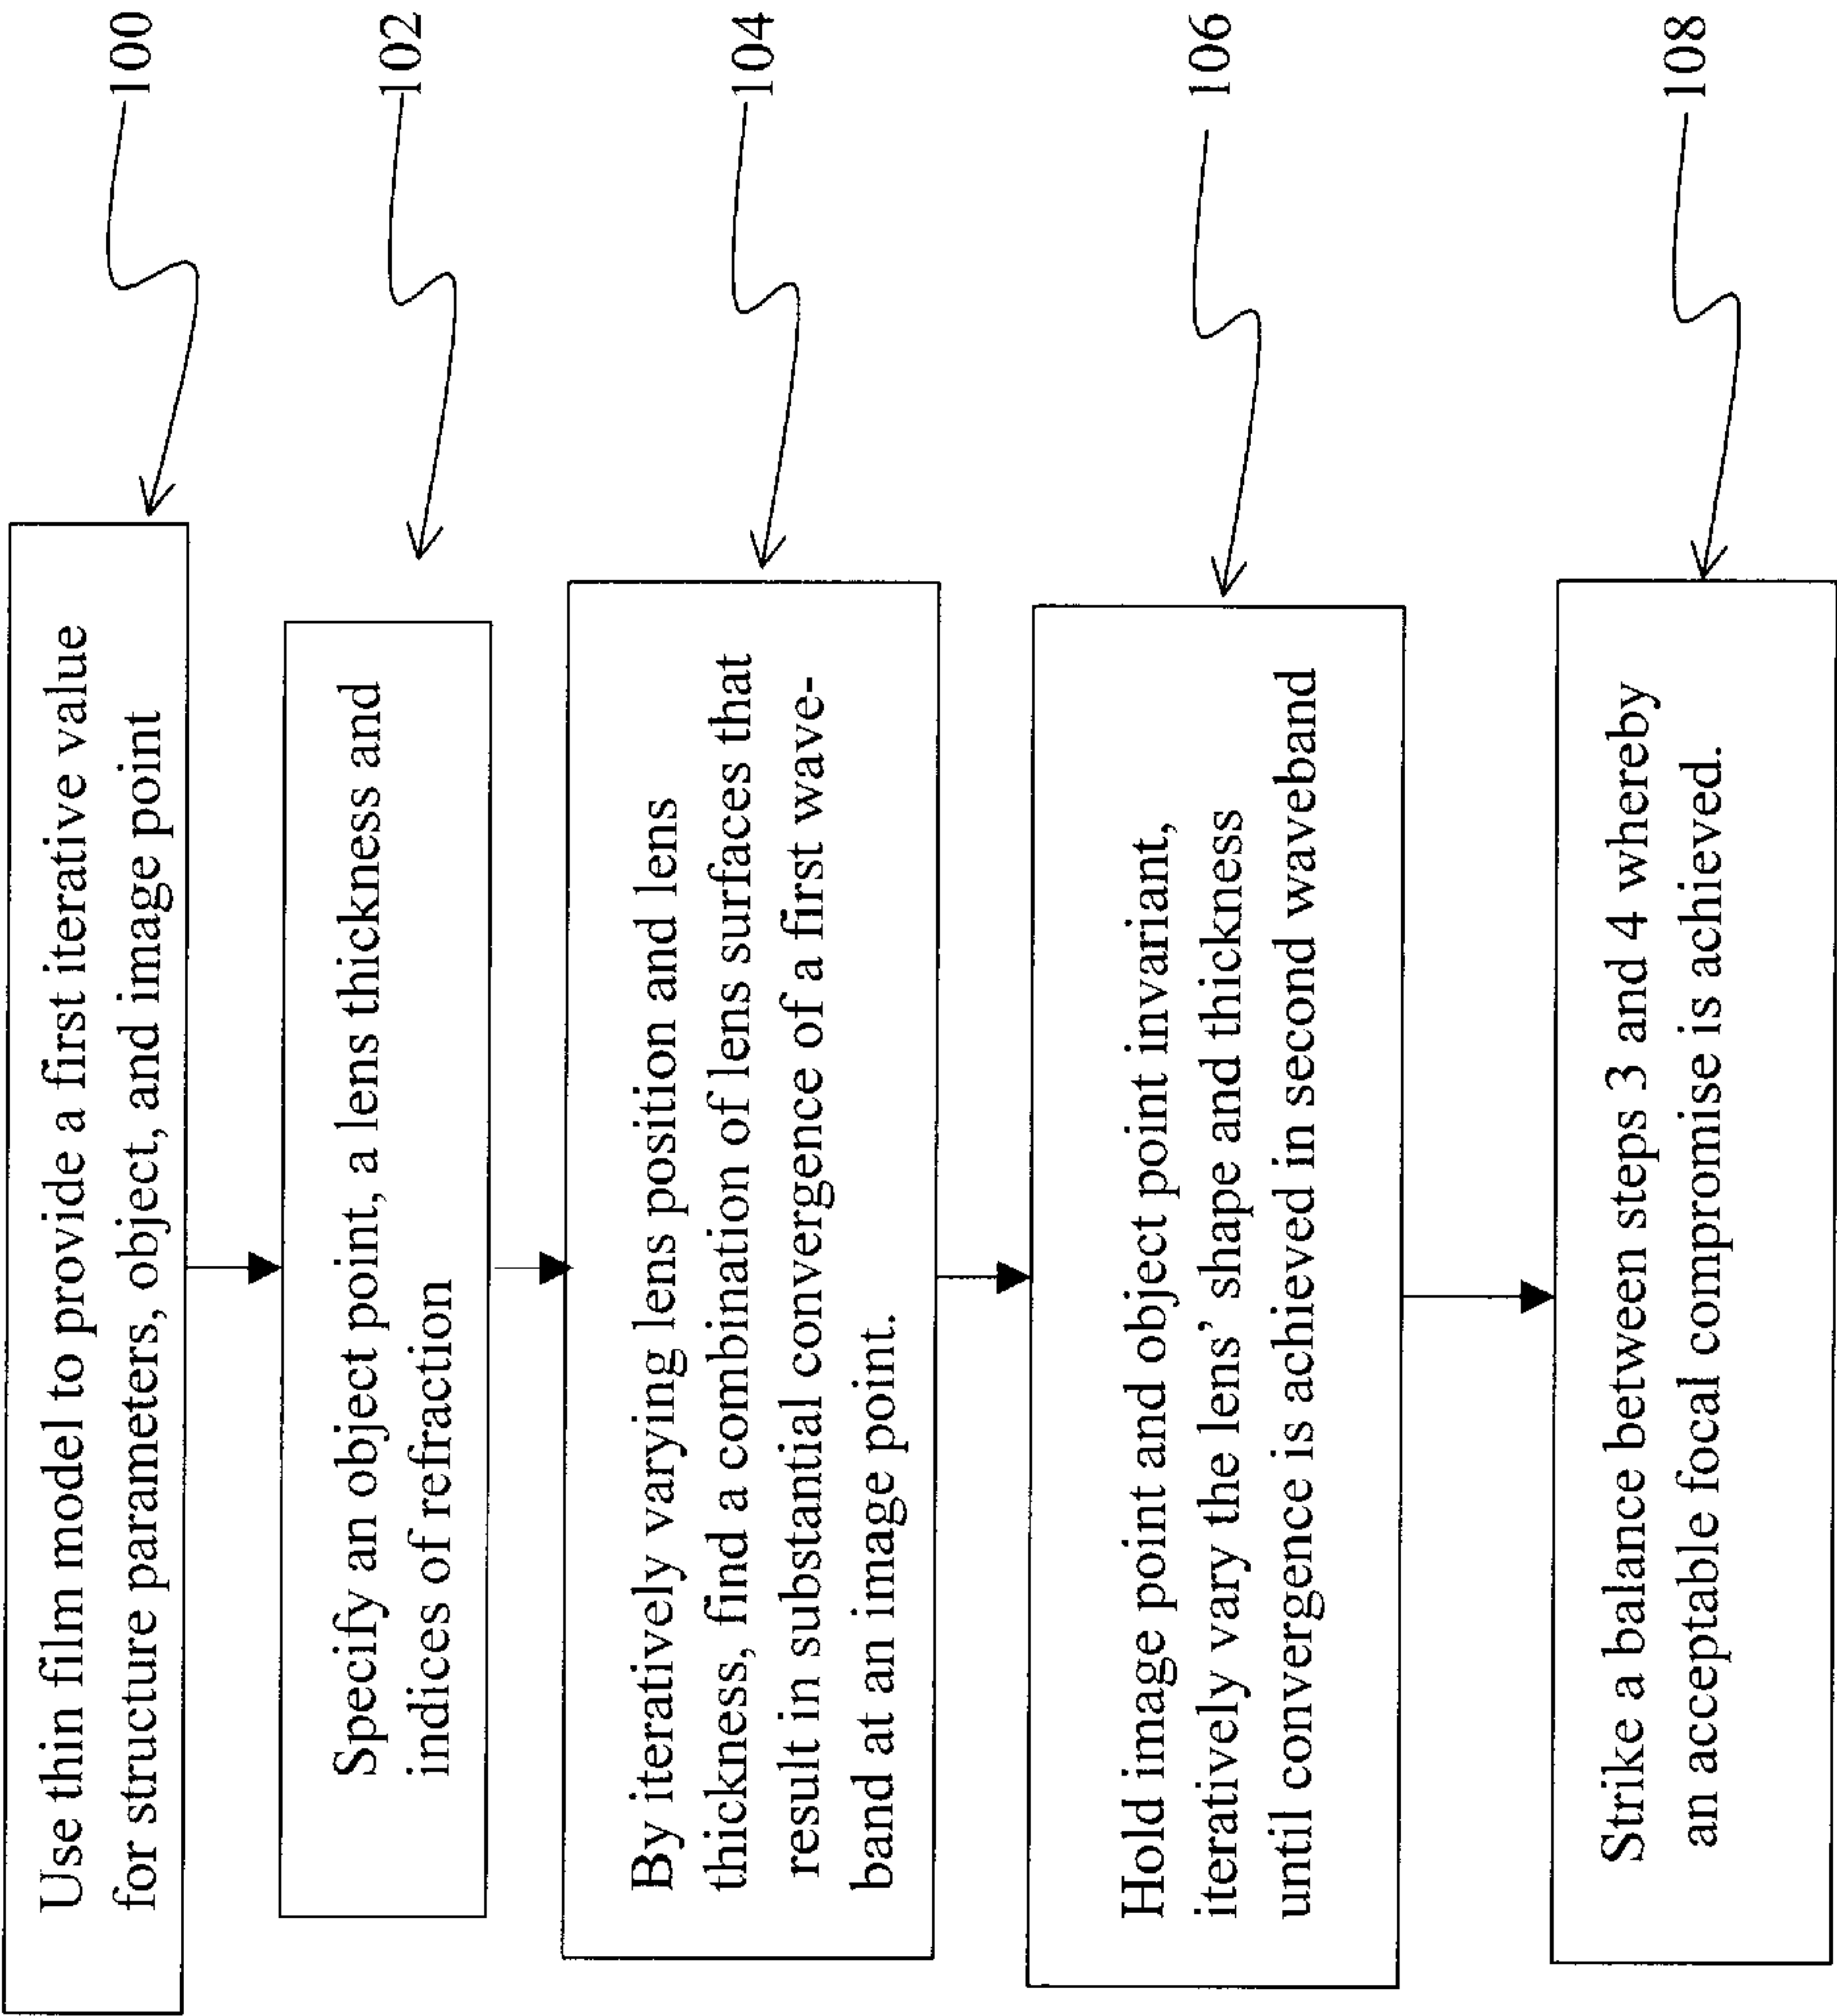 Use thin film model to provide a first iterative value
for structure parameters, object, and image point
100
Specify an object point, a lens thickness and
indices of refraction
102
By iteratively varying lens position and lens
thickness, find a combination of lens surfaces that
result in substantial convergence of a first wave-
band at an image point.
104
Hold image point and object point invariant,
iteratively vary the lens' shape and thickness
until convergence is achieved in second waveband
106
Strike a balance between steps 3 and 4 whereby
an acceptable focal compromise is achieved.
108